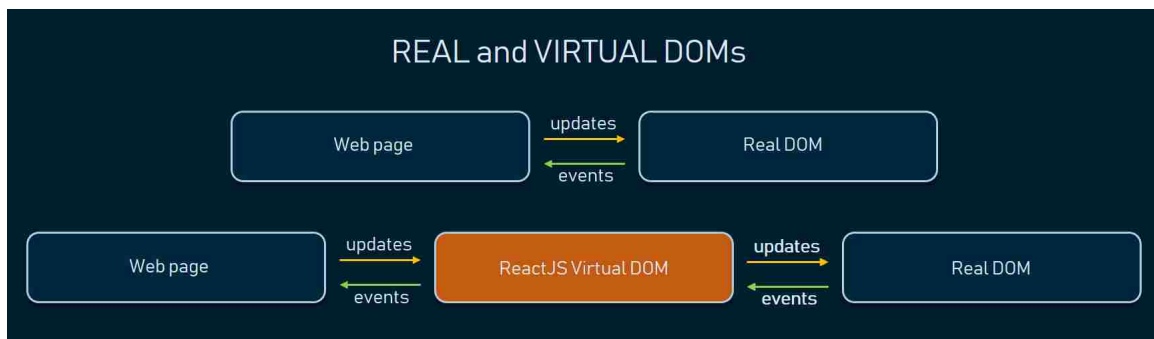 REAL and VIRTUAL DOMs
Web page
updates
events
Real DOM
Web page
updates
events
ReactJS Virtual DOM
updates
events
Real DOM